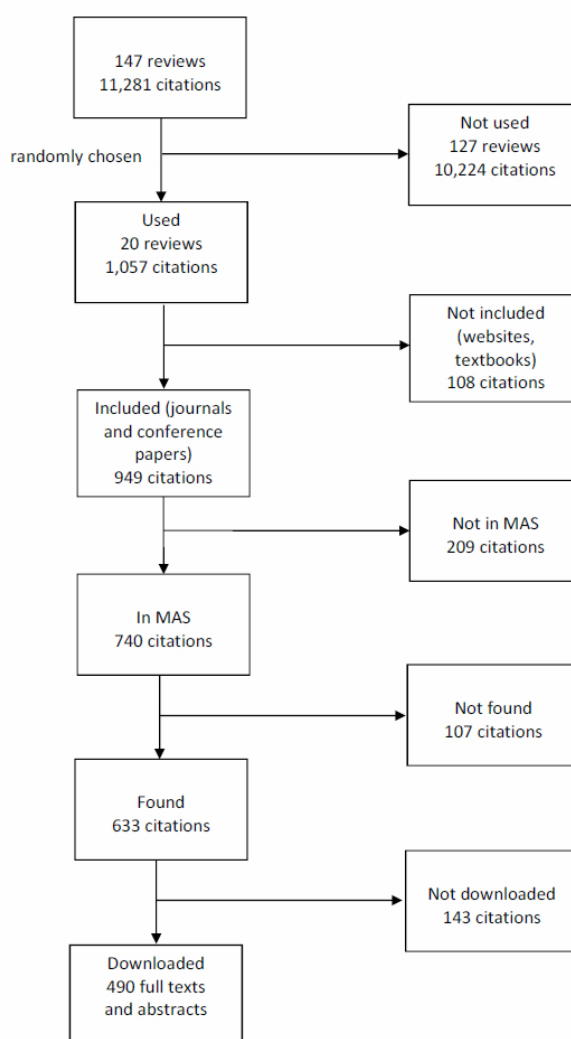 147 reviews
11,281 citations
Not used
127 reviews
10,224 citations
randomly chosen
Used
20 reviews
1,057 citations
Not included
(websites,
textbooks)
108 citations
Included (journals
and conference
papers)
949 citations
Not in MAS
209 citations
In MAS
740 citations
Not found
107 citations
Found
633 citations
Not downloaded
143 citations
Downloaded
490 full texts
and abstracts